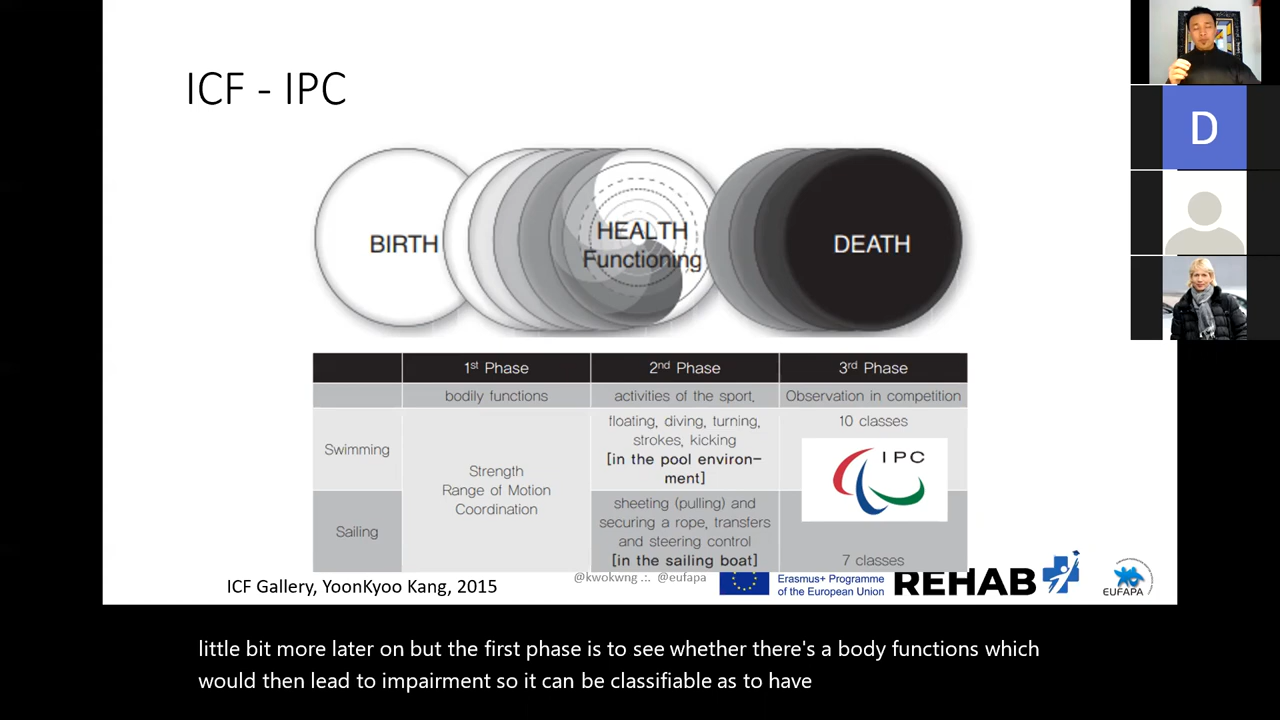 ICF - IPC
BIRTH
HEALTH
Functioning
DEATH
1st Phase
2nd Phase
3rd Phase
bodily functions
activities of the sport,
Observation in competition
Swimming
Strength
Range of Motion
Coordination
floating, diving, turning,
strokes, kicking
[in the pool environ-
ment]
10 classes
IPC
Sailing
sheeting (pulling) and
securing a rope, transfers
and steering control
[in the sailing boat]
7 classes
ICF Gallery, YoonKyoo Kang, 2015
@kwokwng .:. @eufapa
Erasmus+ Programme
of the European Union
REHAB
EUFAPA
D
little bit more later on but the first phase is to see whether there's a body functions which
would then lead to impairment so it can be classifiable as to have